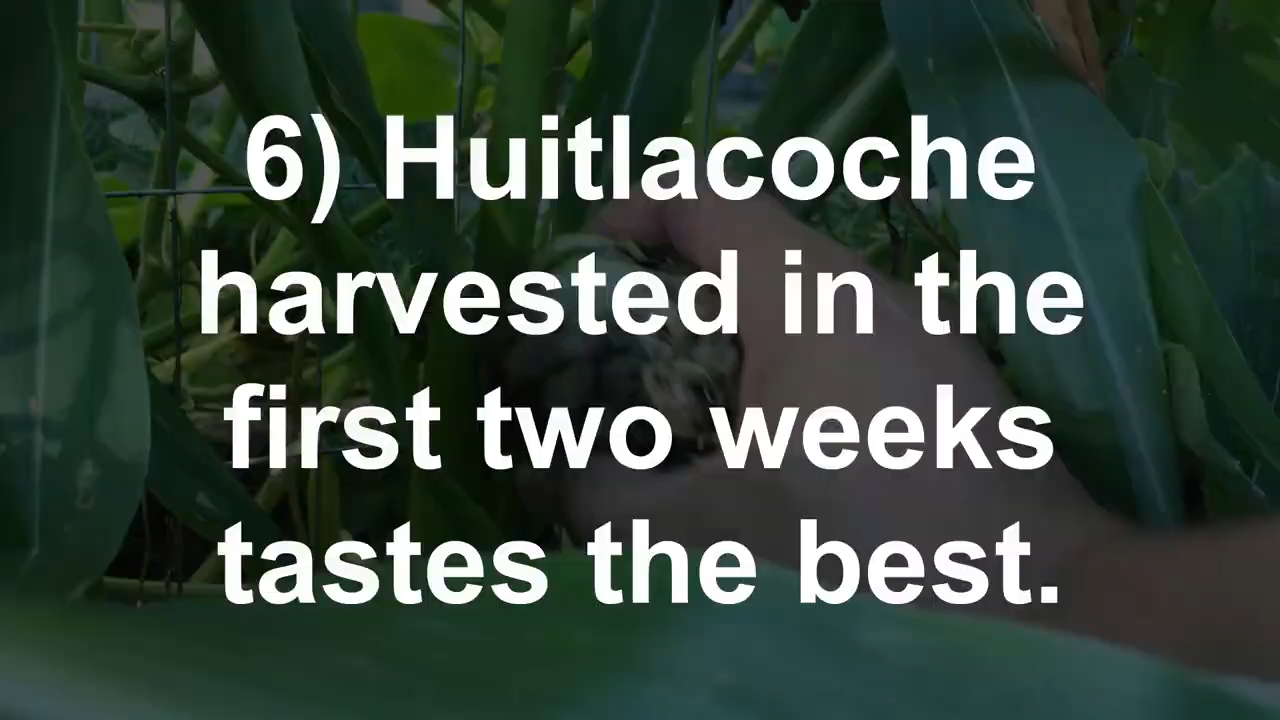 6) Huitlacoche
harvested in the
first two weeks
tastes the best.